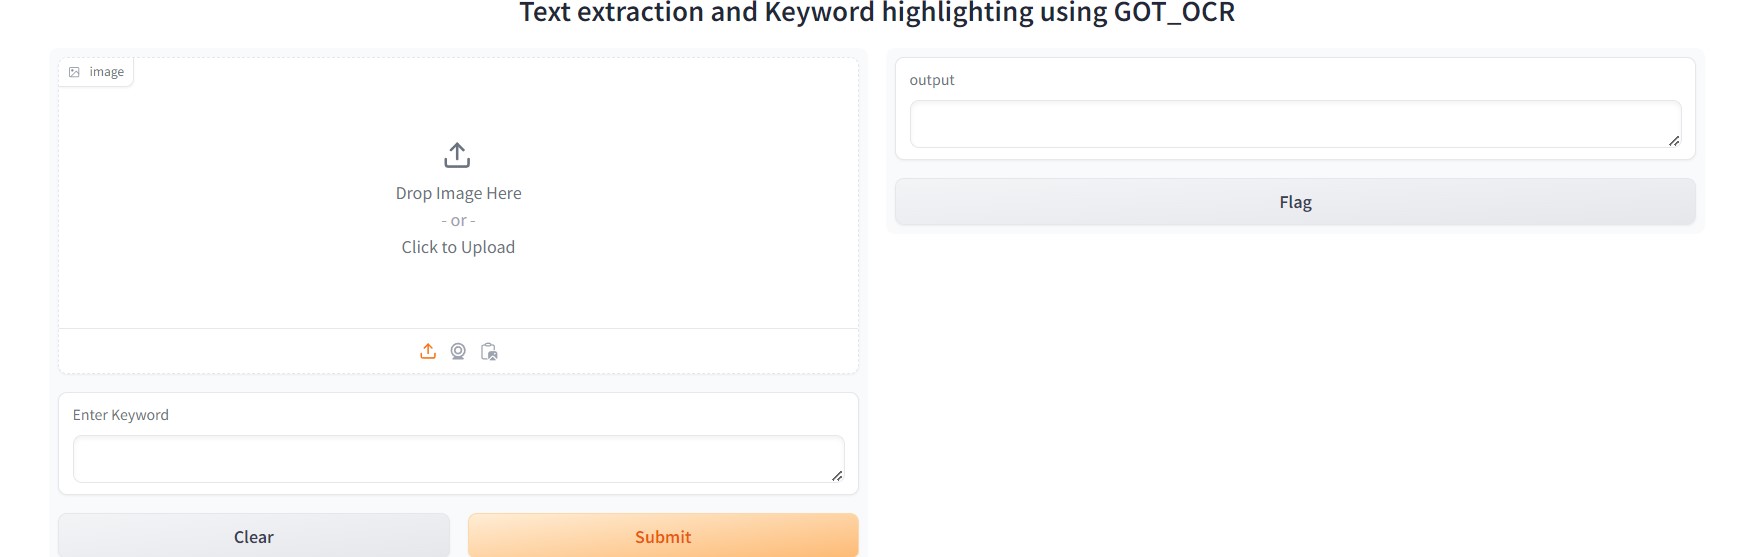 Text extraction and Keyword highlighting using GOT_OCR
image
Drop Image Here
- or -
Click to Upload
Enter Keyword
Clear
Submit
output
Flag